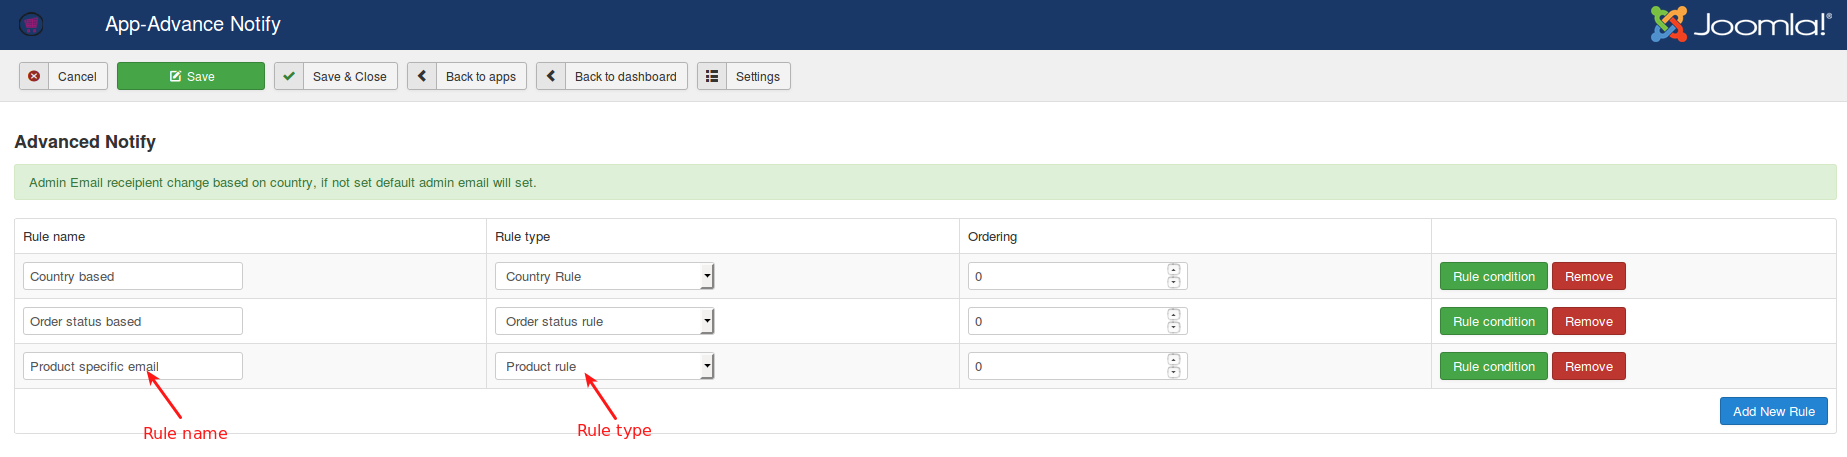 App-Advance Notify
Joomla!®
Cancel Save Save & Close Back to apps Back to dashboard Settings
Advanced Notify
Admin Email receipient change based on country, if not set default admin email will set.
Rule name Rule type Ordering
Country based Country Rule 0 Rule condition Remove
Order status based Order status rule 0 Rule condition Remove
Product specific email Product rule 0 Rule condition Remove
Add New Rule
Rule name Rule type